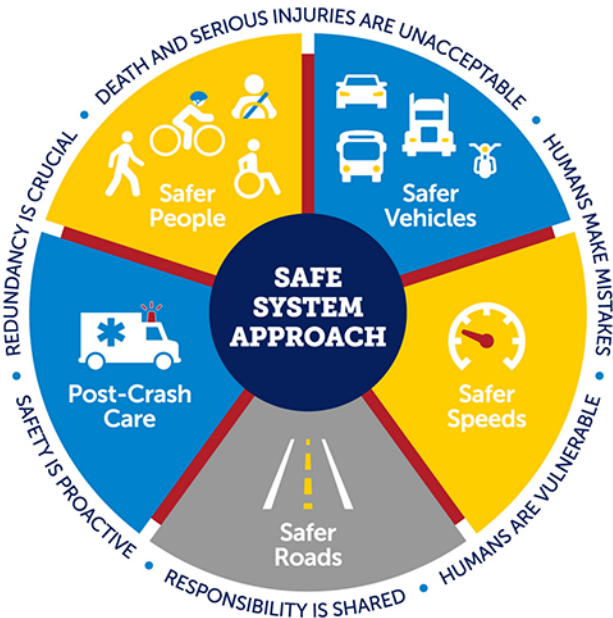 DEATH AND SERIOUS INJURIES ARE UNACCEPTABLE
HUMANS MAKE MISTAKES
HUMANS ARE VULNERABLE
RESPONSIBILITY IS SHARED
SAFETY IS PROACTIVE
REDUNDANCY IS CRUCIAL
Safer
People
Safer
Vehicles
SAFE
SYSTEM
APPROACH
Post-Crash
Care
Safer
Speeds
Safer
Roads